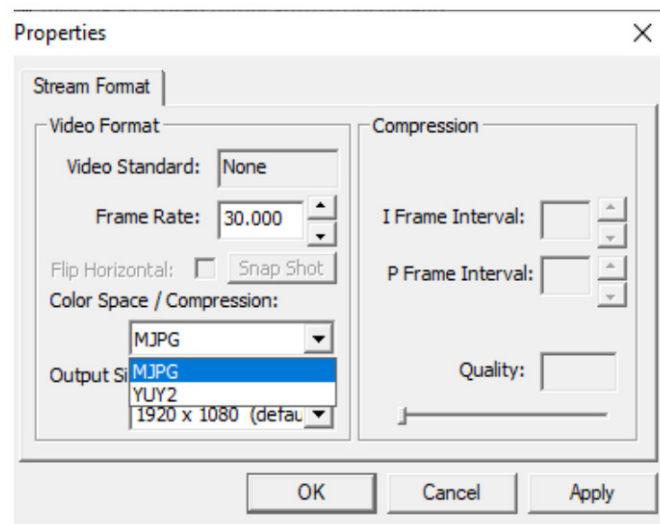 Properties
Stream Format
Video Format
Video Standard: None
Frame Rate: 30.000
Flip Horizontal: Snap Shot
Color Space / Compression:
MJPG
MJPG
Output Si
YUY2
1920 x 1080 (defau
Compression
I Frame Interval:
P Frame Interval:
Quality:
OK Cancel Apply